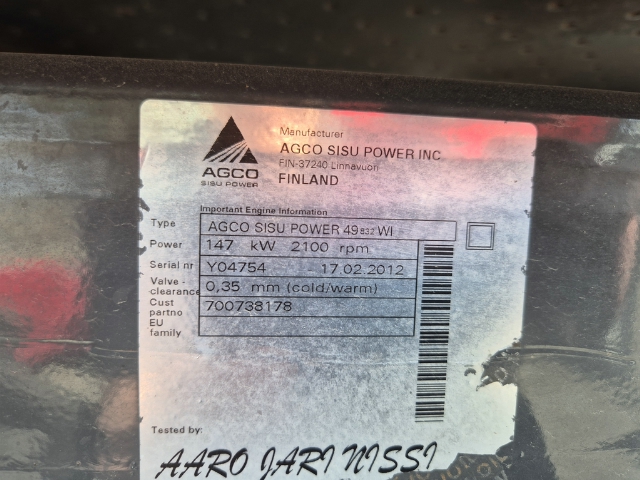 AGCO
SISU POWER
Manufacturer
AGCO SISU POWER INC
FIN-37240 Linnavuori
FINLAND
Important Engine Information
Type AGCO SISU POWER 49 WI
Power 147 kW 2100 rpm
Serial nr Y04754 17.02.2012
Valve - clearance 0,35 mm (cold/warm)
Cust partno 700738178
EU family
Tested by:
AARO JARI NISSI